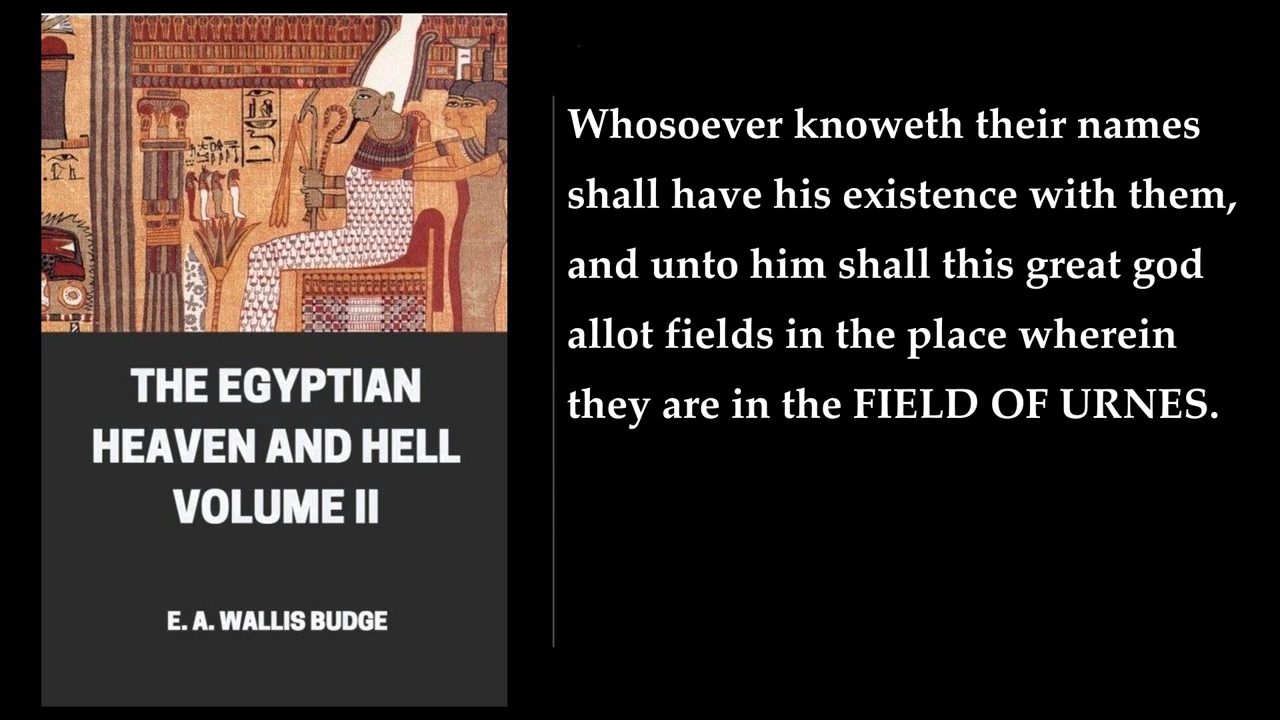 THE EGYPTIAN
HEAVEN AND HELL
VOLUME II
E. A. WALLIS BUDGE
Whosoever knoweth their names
shall have his existence with them,
and unto him shall this great god
allot fields in the place wherein
they are in the FIELD OF URNES.